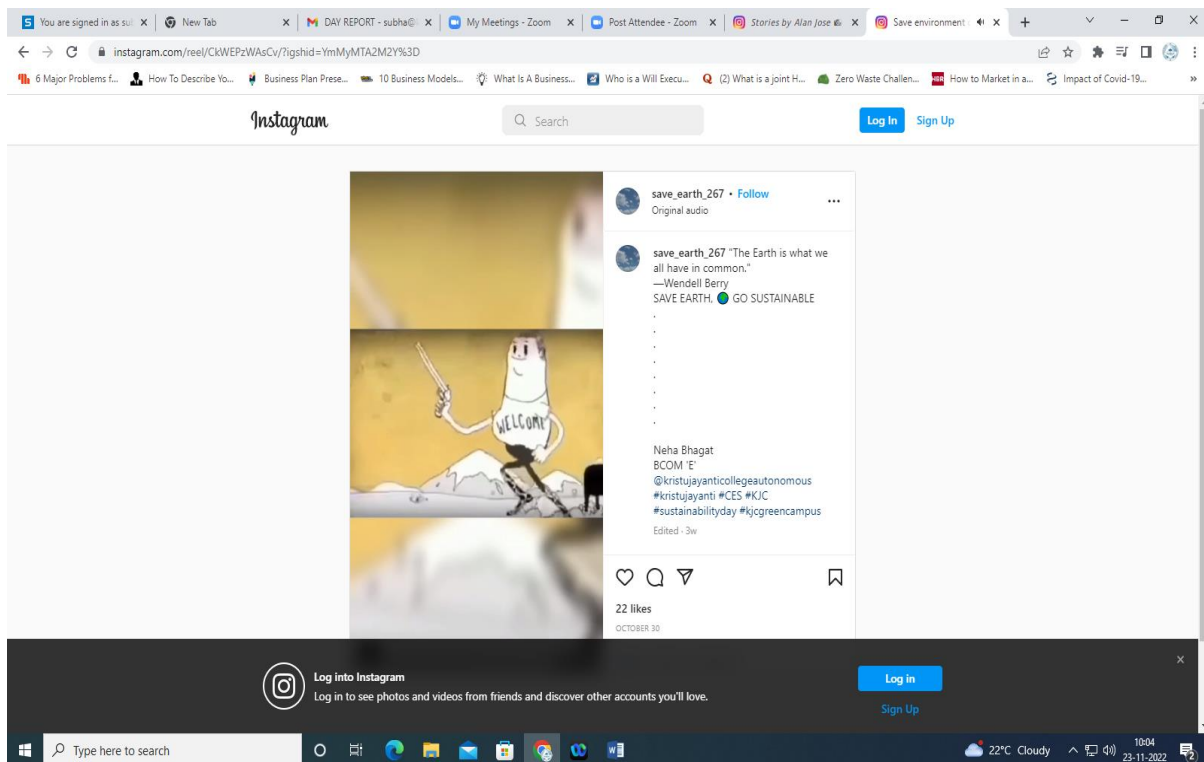 You are signed in as sul
New Tab
DAY REPORT - subha@
My Meetings - Zoom
Post Attendee - Zoom
Stories by Alan Jose
Save environment
instagram.com/reel/CkWEPzWAsCv/?igshid=YmMyMTA2M2Y%3D
6 Major Problems f...
How To Describe Yo...
Business Plan Prese...
10 Business Models...
What Is A Business...
Who is a Will Execu...
(2) What is a joint H...
Zero Waste Challen...
How to Market in a...
Impact of Covid-19...
Instagram
Search
Log In
Sign Up
save_earth_267 • Follow
Original audio
save_earth_267 "The Earth is what we
all have in common."
—Wendell Berry
SAVE EARTH, GO SUSTAINABLE
.
.
.
.
.
.
.
.
Neha Bhagat
BCOM 'E'
@kristujayanticollegeautonomous
#kristujayanti #CES #KJC
#sustainabilityday #kjcgreencampus
Edited · 3w
WELCOME
22 likes
OCTOBER 30
Log into Instagram
Log in to see photos and videos from friends and discover other accounts you'll love.
Log in
Sign Up
Type here to search
22°C Cloudy
10:04
23-11-2022